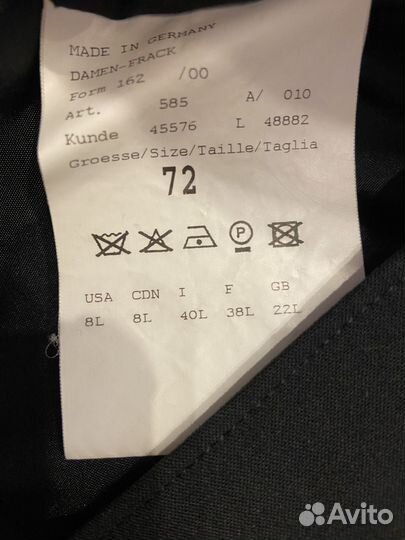 MADE IN GERMANY
DAMEN-FRACK
Form 162 /00
Art. 585 A/ 010
Kunde 45576 L 48882
Groesse/Size/Taille/Taglia
72
P
USA CDN I F GB
8L 8L 40L 38L 22L
Avito